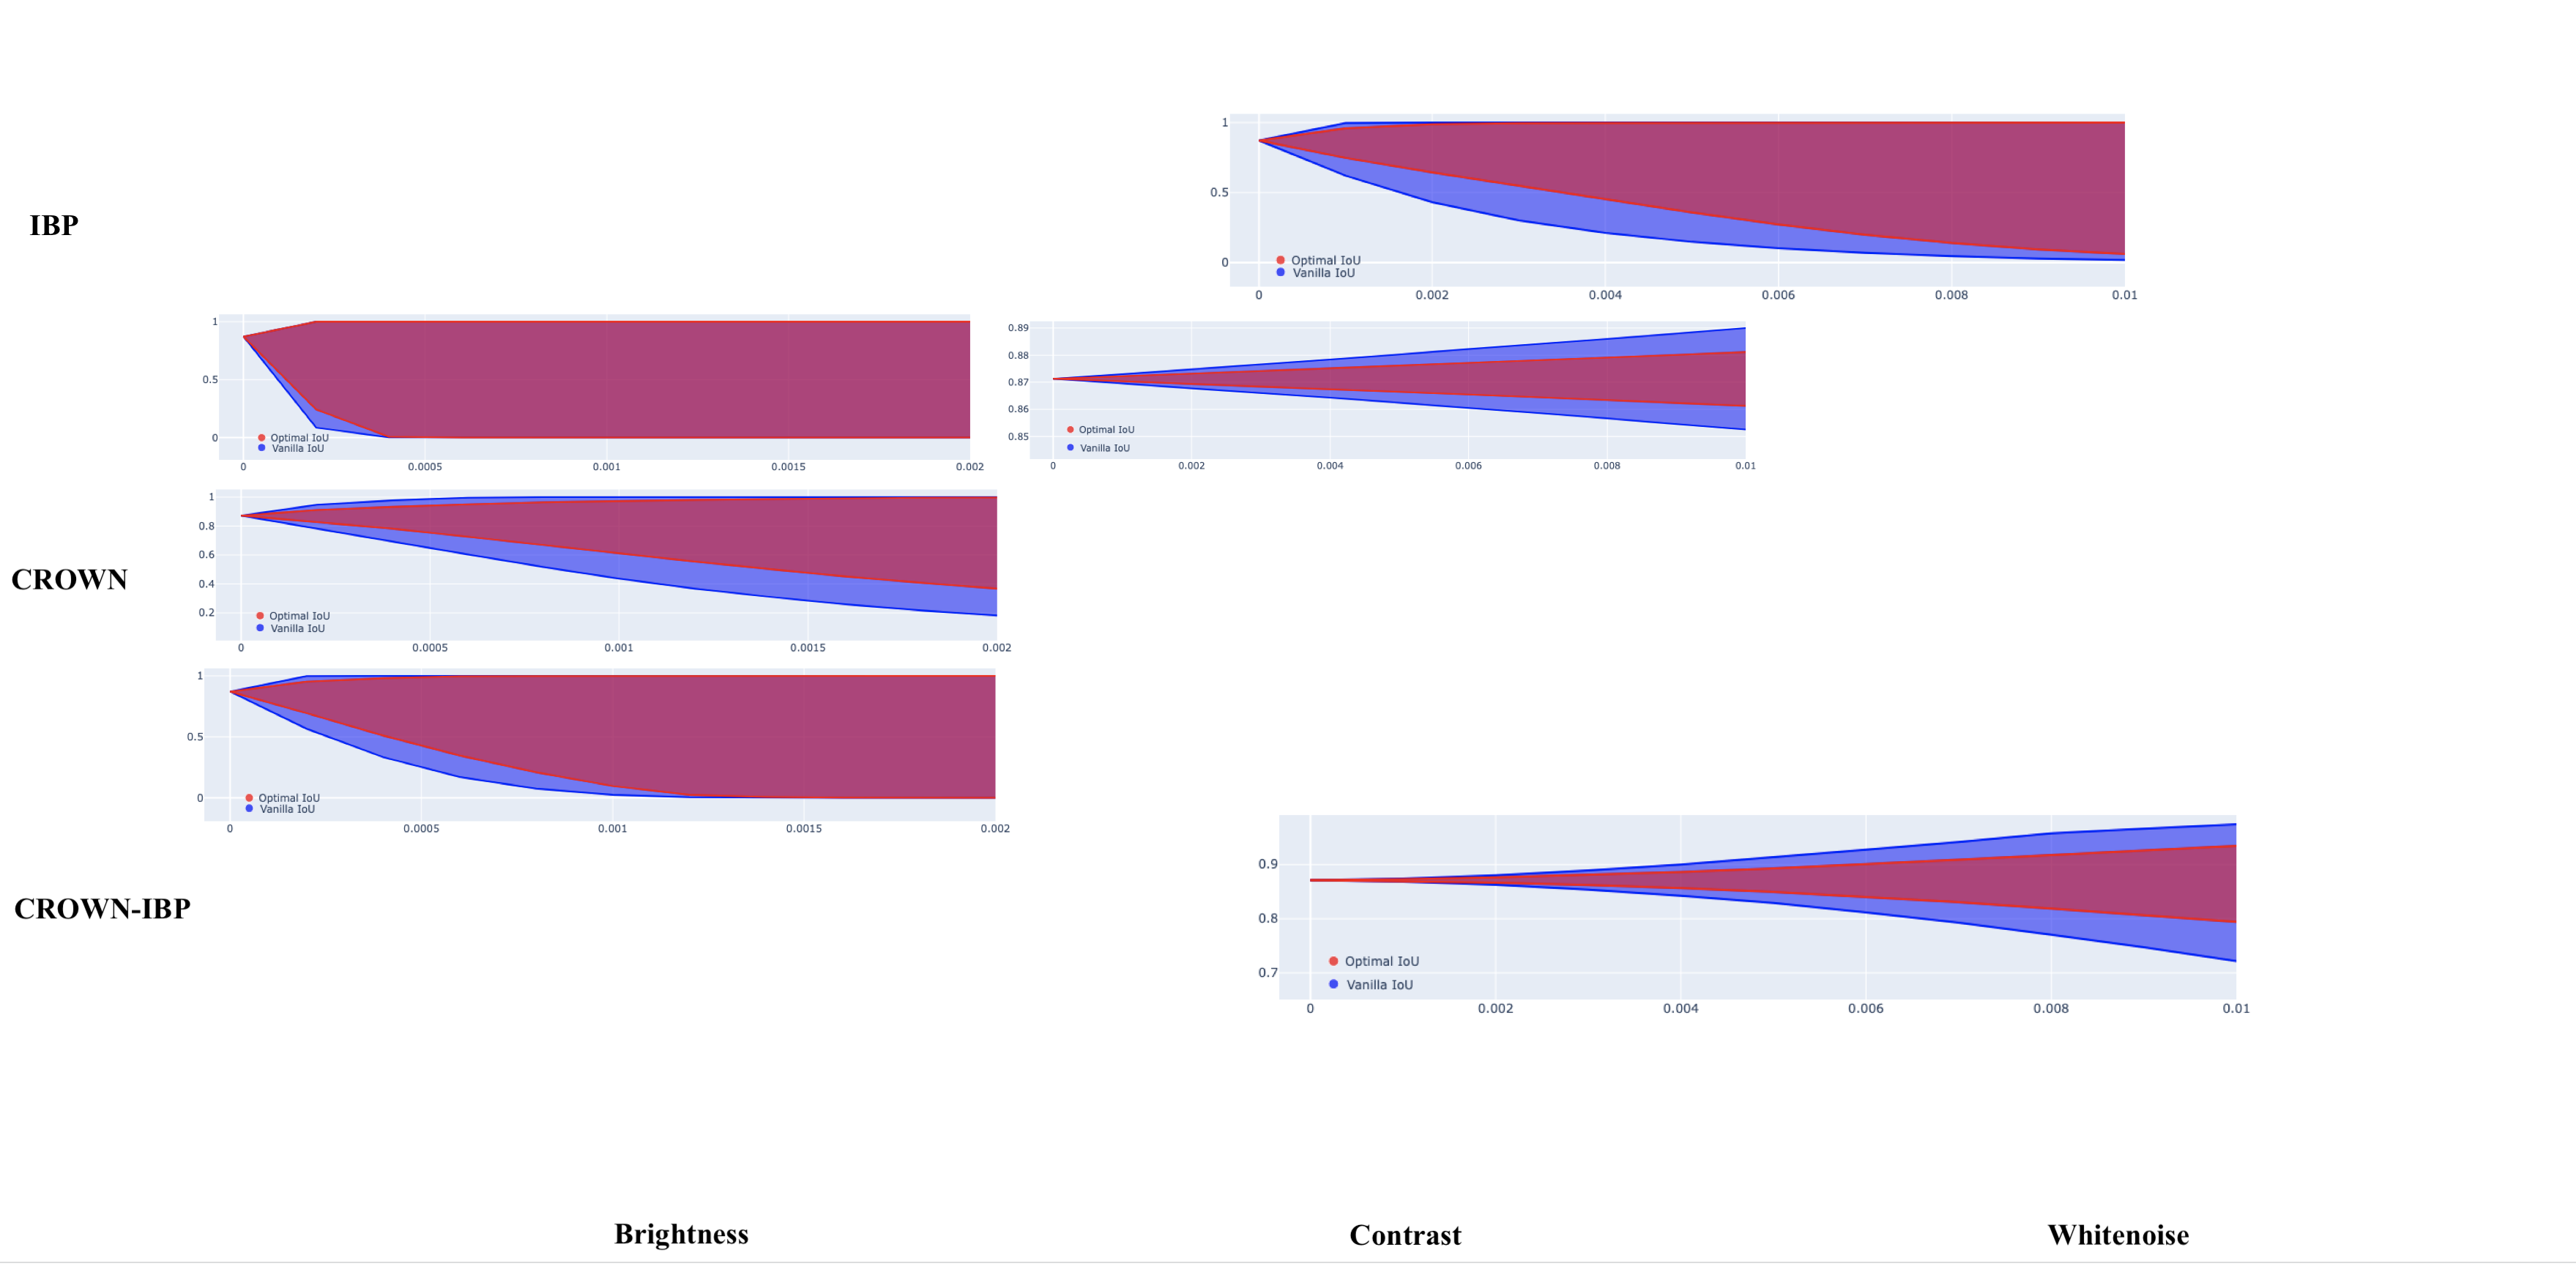 1
0.5
0
Optimal IoU
Vanilla IoU
0 0.002 0.004 0.006 0.008 0.01
IBP
1
0.5
0
Optimal IoU
Vanilla IoU
0 0.0005 0.001 0.0015 0.002
0.89
0.88
0.87
0.86
0.85
Optimal IoU
Vanilla IoU
0 0.002 0.004 0.006 0.008 0.01
1
0.8
0.6
0.4
0.2
Optimal IoU
Vanilla IoU
0 0.0005 0.001 0.0015 0.002
CROWN
1
0.5
0
Optimal IoU
Vanilla IoU
0 0.0005 0.001 0.0015 0.002
CROWN-IBP
0.9
0.8
0.7
Optimal IoU
Vanilla IoU
0 0.002 0.004 0.006 0.008 0.01
Brightness Contrast Whitenoise